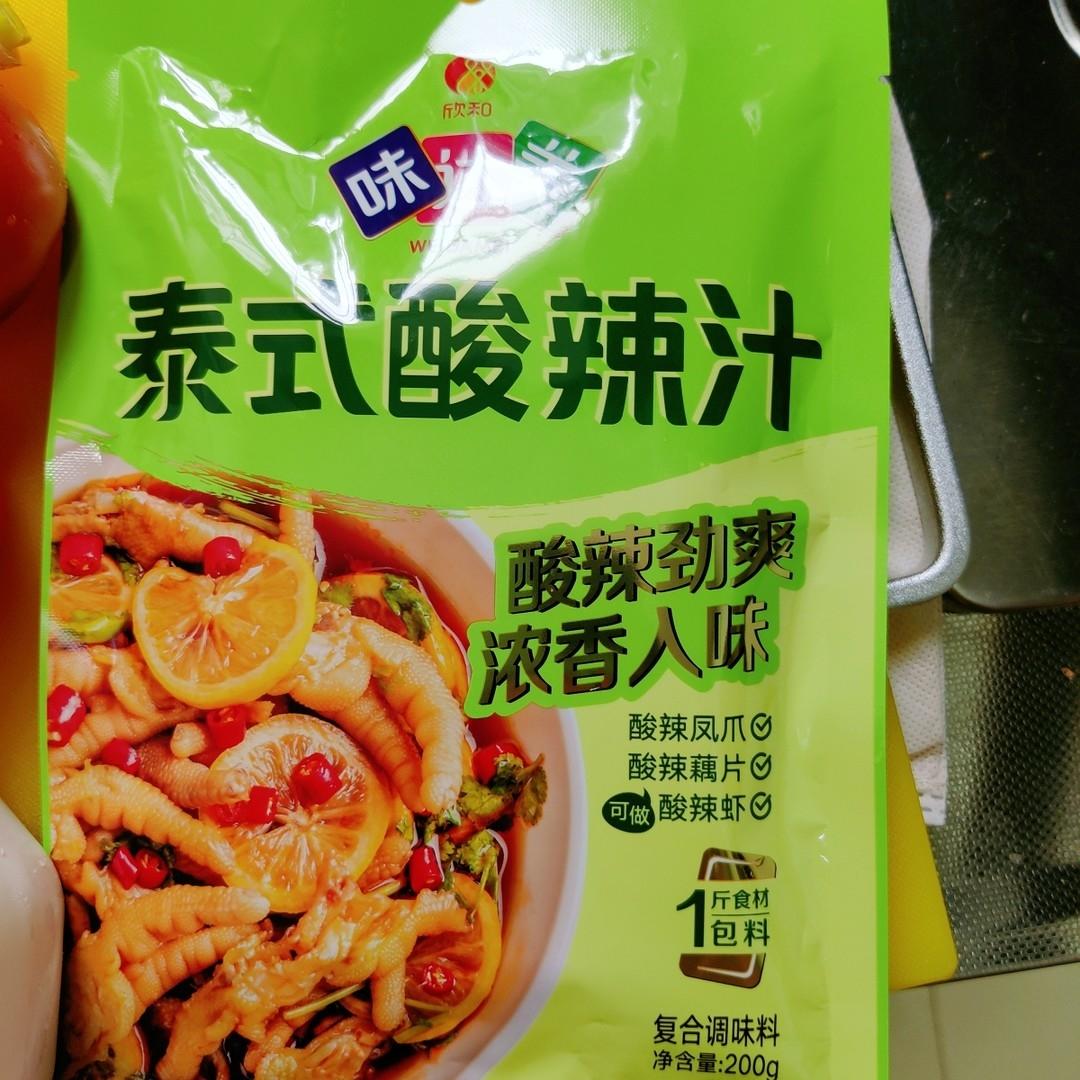 欣和
味
泰式酸辣汁
酸辣劲爽
浓香入味
酸辣凤爪
酸辣藕片
可做
酸辣虾
1斤食材
包料
复合调味料
净含量:200g